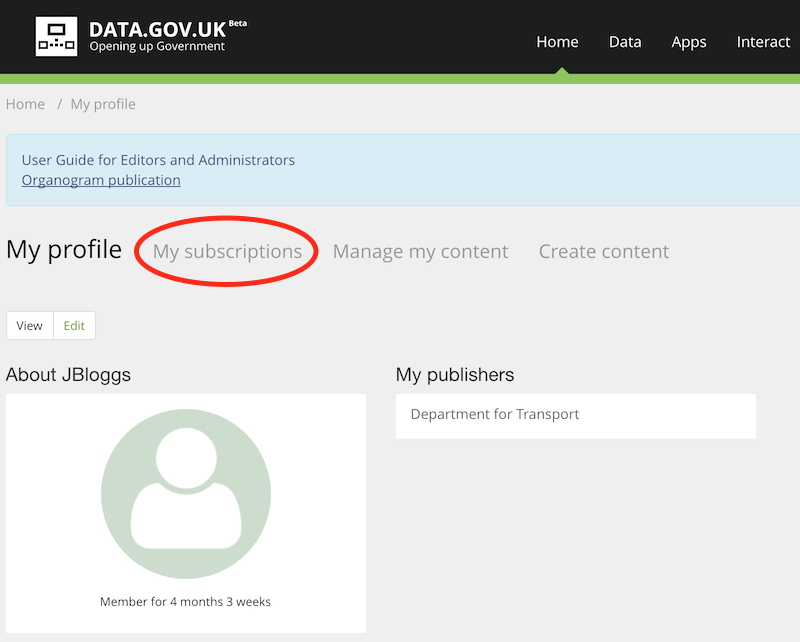 DATA.GOV.UK Beta
Opening up Government
Home Data Apps Interact
Home / My profile
User Guide for Editors and Administrators
Organogram publication
My profile My subscriptions Manage my content Create content
View Edit
About JBloggs
My publishers
Department for Transport
Member for 4 months 3 weeks